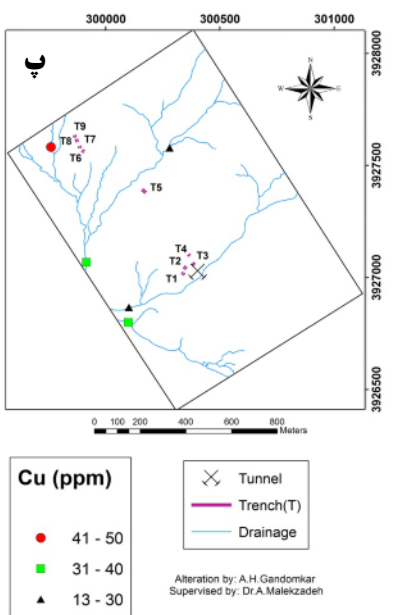 300000 300500 301000
پ
3928000
N
W E
S
T9
T8 T7
T6
3927500
T5
T4
T3
T2
T1
3927000
3926500
0 100 200 400 600 800
Meters
Cu (ppm)
41 - 50
31 - 40
13 - 30
Tunnel
Trench(T)
Drainage
Alteration by: A.H.Gandomkar
Supervised by: Dr.A.Malekzadeh